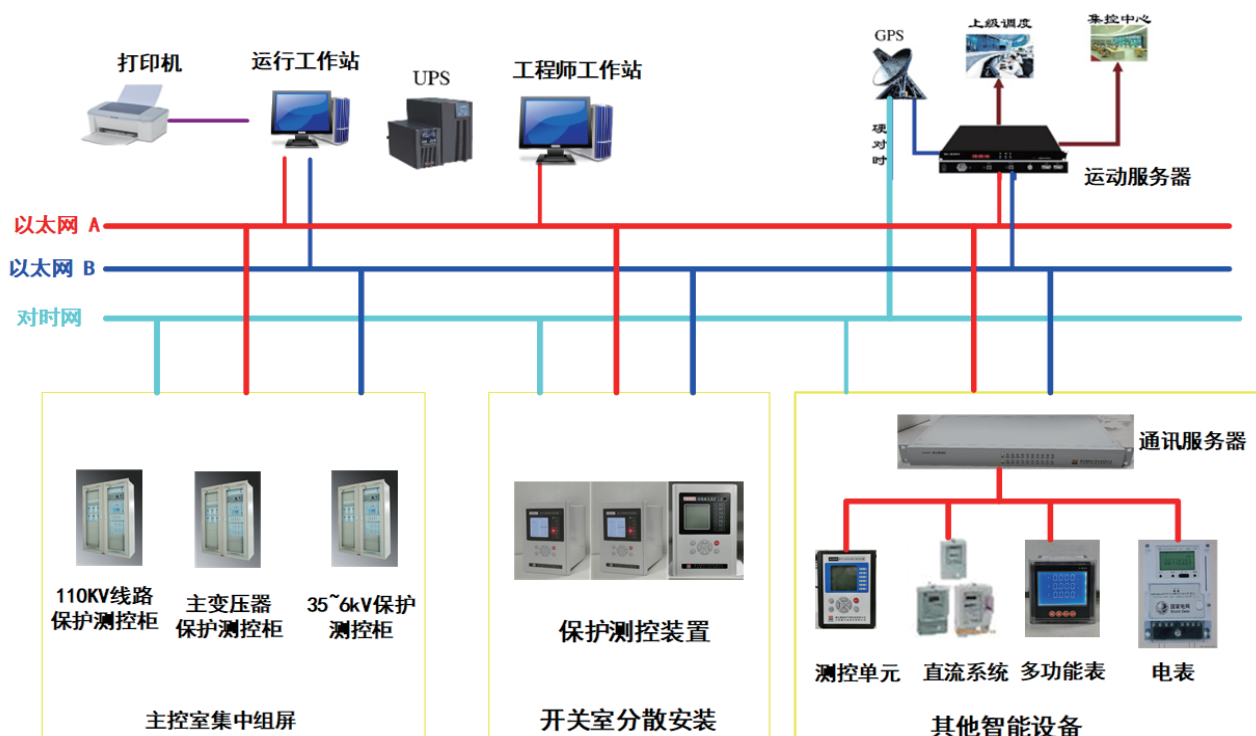 上级调度
集控中心
GPS
打印机
运行工作站
UPS
工程师工作站
硬对时
运动服务器
以太网 A
以太网 B
对时网
通讯服务器
110KV线路
保护测控柜
主变压器
保护测控柜
35~6kV保护
测控柜
保护测控装置
测控单元
直流系统
多功能表
电表
国家电网
主控室集中组屏
开关室分散安装
其他智能设备